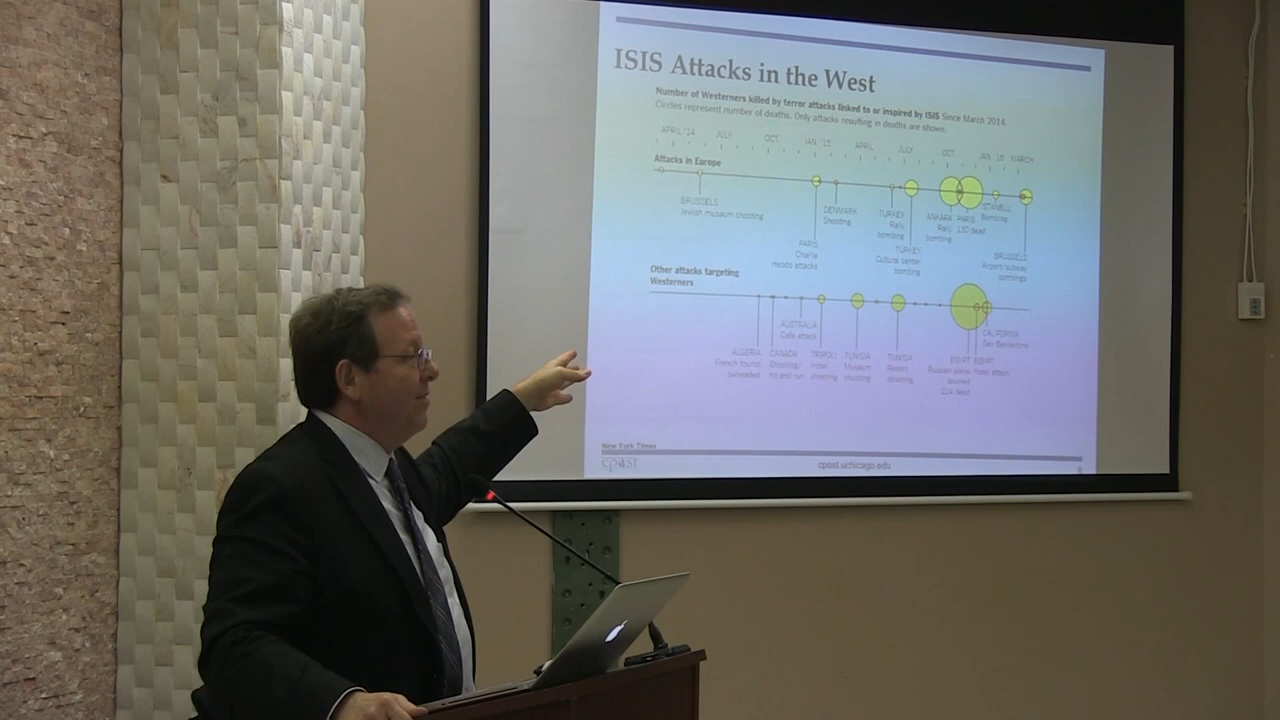 ISIS Attacks in the West
Number of Westerners killed by terror attacks linked to or inspired by ISIS Since March 2014.
Circles represent number of deaths. Only attacks resulting in deaths are shown.
APRIL '14 JULY OCT JAN. '15 APRIL JULY OCT JAN. '16 MARCH
Attacks in Europe
BRUSSELS
Jewish museum shooting
PARIS
Charlie
Hebdo attacks
DENMARK
Shooting
TURKEY
Rally
bombing
TURKEY
Cultural center
bombing
ANKARA
Rally
bombing
PARIS
130 dead
ISTANBUL
Bombing
BRUSSELS
Airport/subway
bombings
Other attacks targeting
Westerners
ALGERIA
French tourist
beheaded
CANADA
Shooting/
hit and run
AUSTRALIA
Cafe attack
TRIPOLI
Hotel
shooting
TUNISIA
Museum
shooting
TUNISIA
Resort
shooting
EGYPT
Russian plane
downed
224 dead
EGYPT
Hotel attack
CALIFORNIA
San Bernardino
New York Times
cpost
cpost.uchicago.edu